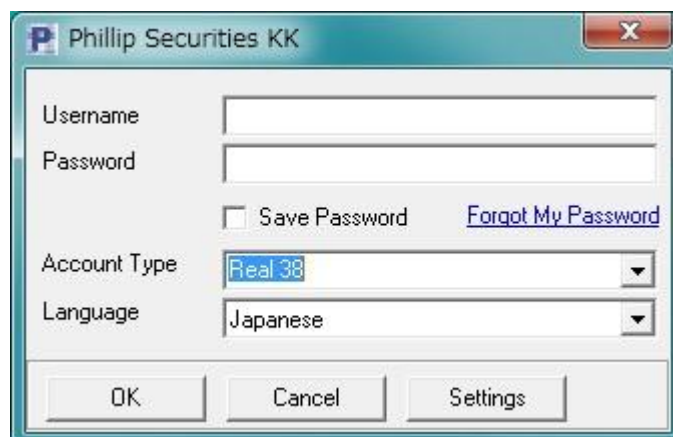 Phillip Securities KK
Username
Password
Save Password Forgot My Password
Account Type Real 38
Language Japanese
OK Cancel Settings